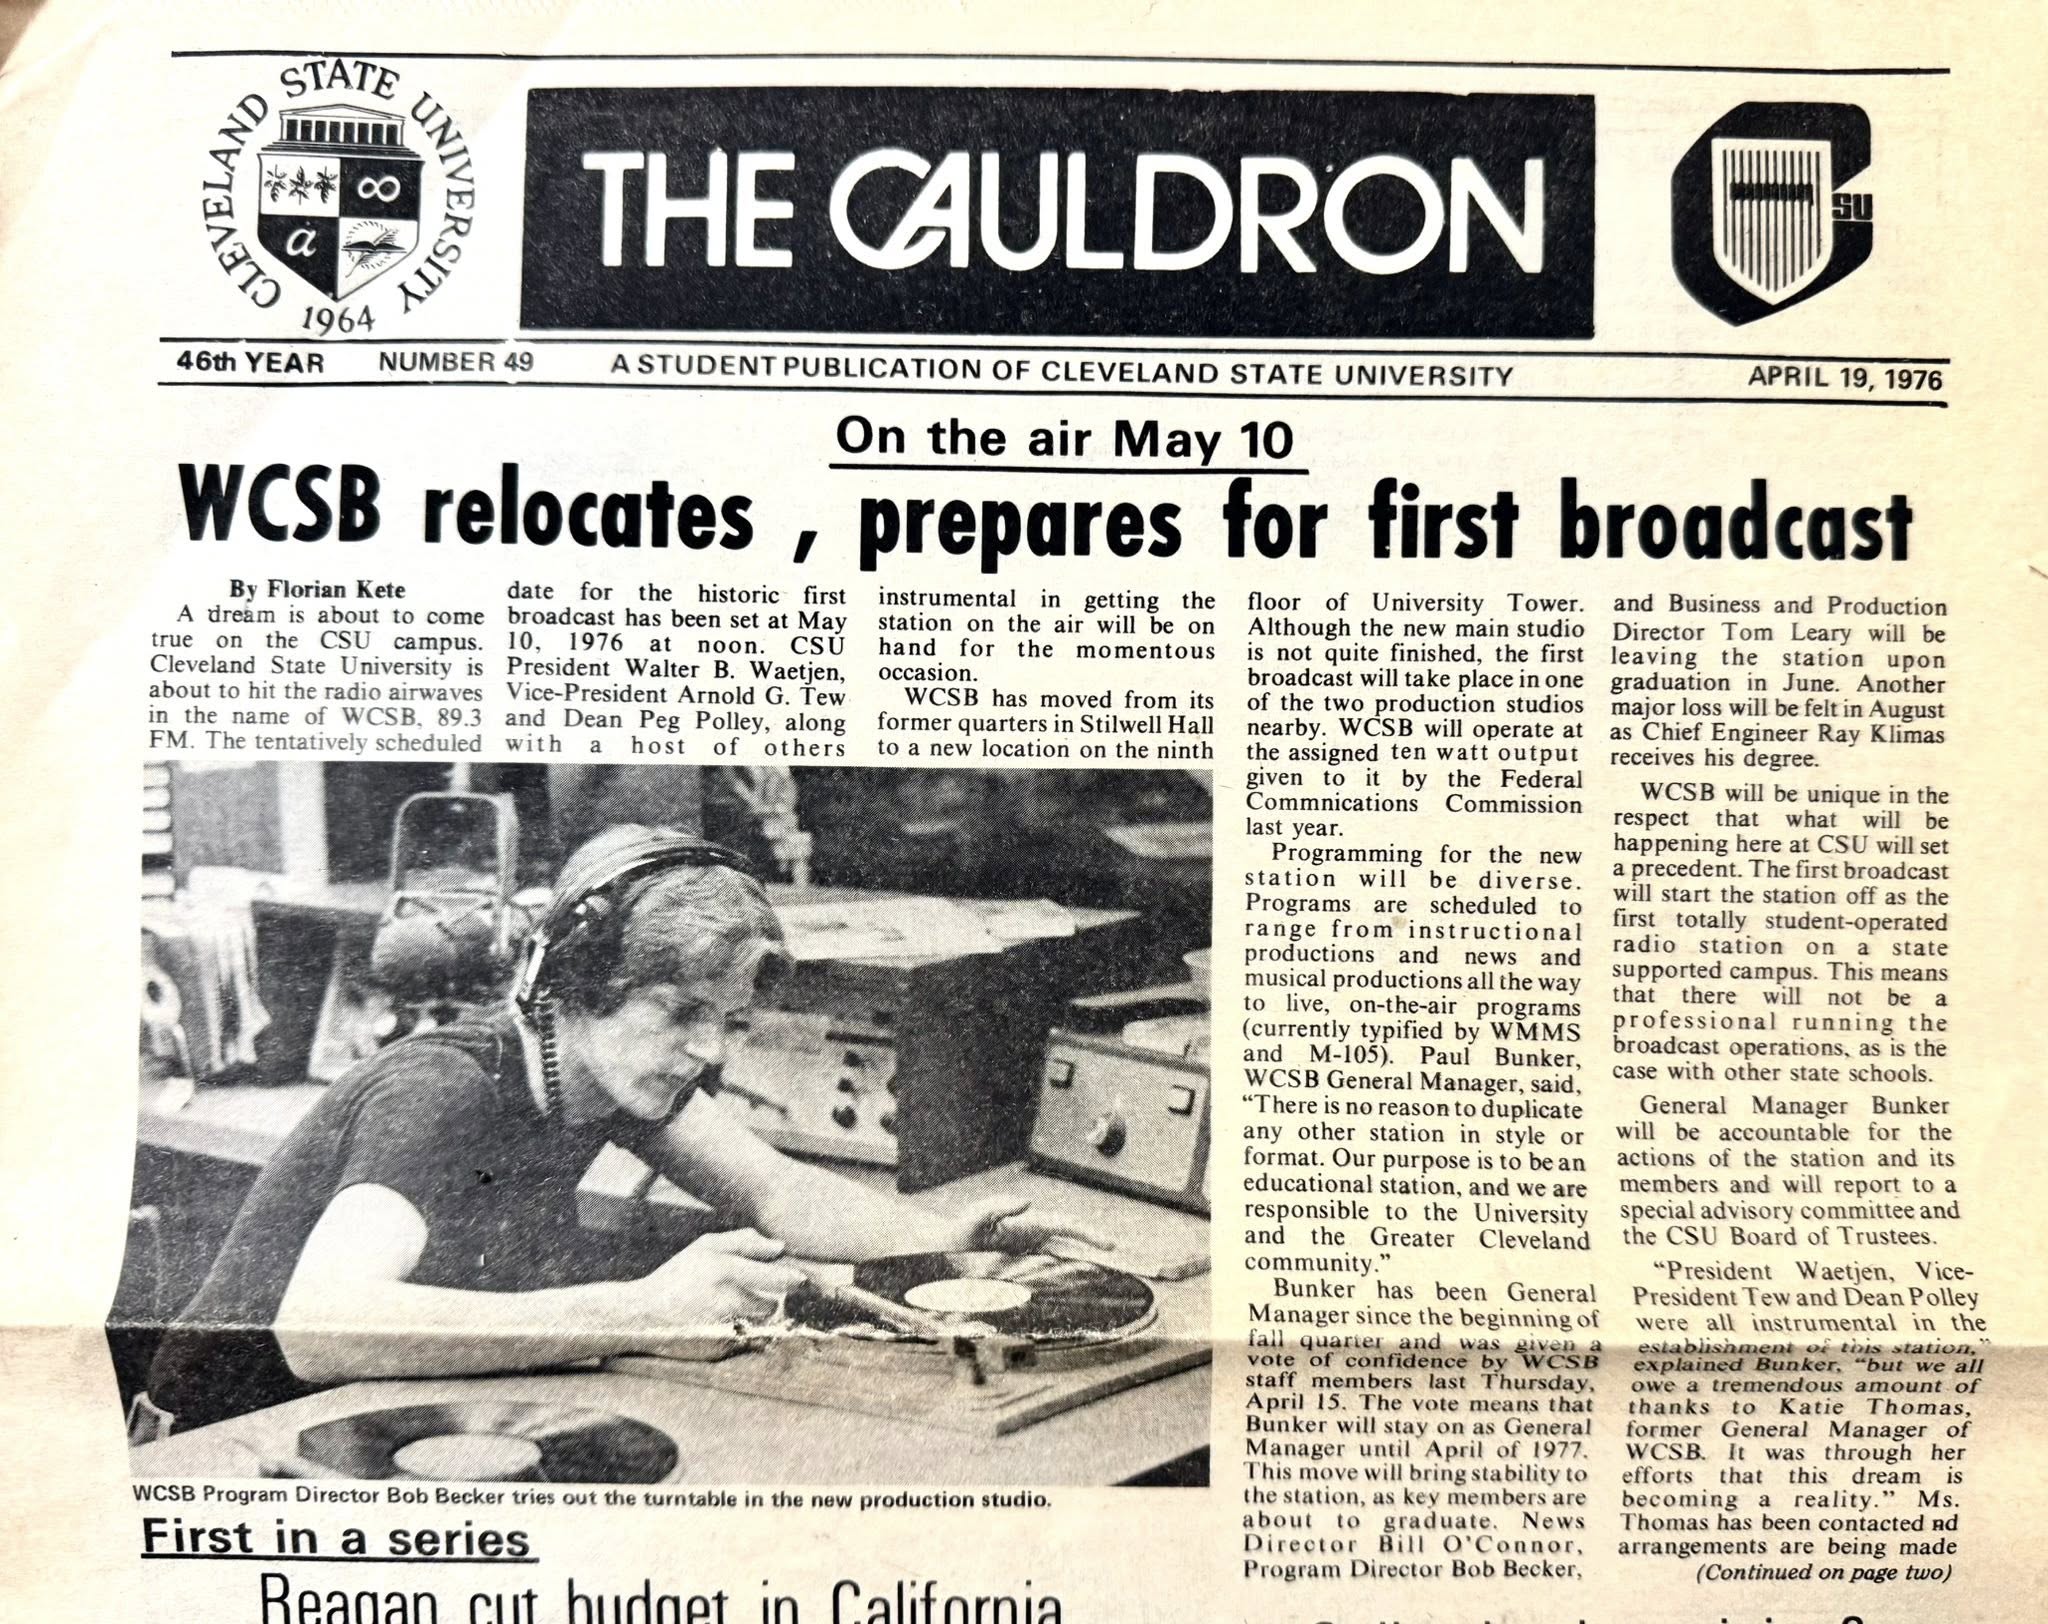 CLEVELAND STATE UNIVERSITY
1964
THE CAULDRON
SU
46th YEAR NUMBER 49 A STUDENT PUBLICATION OF CLEVELAND STATE UNIVERSITY APRIL 19, 1976
On the air May 10
WCSB relocates , prepares for first broadcast
By Florian Kete
A dream is about to come
true on the CSU campus.
Cleveland State University is
about to hit the radio airwaves
in the name of WCSB, 89.3
FM. The tentatively scheduled
date for the historic first
broadcast has been set at May
10, 1976 at noon. CSU
President Walter B. Waetjen,
Vice-President Arnold G. Tew
and Dean Peg Polley, along
with a host of others
instrumental in getting the
station on the air will be on
hand for the momentous
occasion.
WCSB has moved from its
former quarters in Stilwell Hall
to a new location on the ninth
floor of University Tower.
Although the new main studio
is not quite finished, the first
broadcast will take place in one
of the two production studios
nearby. WCSB will operate at
the assigned ten watt output
given to it by the Federal
Commnications Commission
last year.
Programming for the new
station will be diverse.
Programs are scheduled to
range from instructional
productions and news and
musical productions all the way
to live, on-the-air programs
(currently typified by WMMS
and M-105). Paul Bunker,
WCSB General Manager, said,
“There is no reason to duplicate
any other station in style or
format. Our purpose is to be an
educational station, and we are
responsible to the University
and the Greater Cleveland
community.”
Bunker has been General
Manager since the beginning of
fall quarter and was given a
vote of confidence by WCSB
staff members last Thursday,
April 15. The vote means that
Bunker will stay on as General
Manager until April of 1977.
This move will bring stability to
the station, as key members are
about to graduate. News
Director Bill O'Connor,
Program Director Bob Becker,
and Business and Production
Director Tom Leary will be
leaving the station upon
graduation in June. Another
major loss will be felt in August
as Chief Engineer Ray Klimas
receives his degree.
WCSB will be unique in the
respect that what will be
happening here at CSU will set
a precedent. The first broadcast
will start the station off as the
first totally student-operated
radio station on a state
supported campus. This means
that there will not be a
professional running the
broadcast operations, as is the
case with other state schools.
General Manager Bunker
will be accountable for the
actions of the station and its
members and will report to a
special advisory committee and
the CSU Board of Trustees.
“President Waetjen, Vice-
President Tew and Dean Polley
were all instrumental in the
establishment of this station,”
explained Bunker, “but we all
owe a tremendous amount of
thanks to Katie Thomas,
former General Manager of
WCSB. It was through her
efforts that this dream is
becoming a reality.” Ms.
Thomas has been contacted nd
arrangements are being made
(Continued on page two)
WCSB Program Director Bob Becker tries out the turntable in the new production studio.
First in a series
Reagan cut budget in California